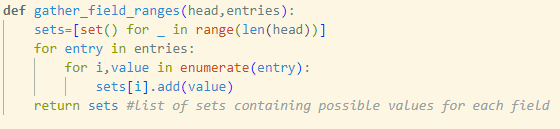 def gather_field_ranges(head,entries):
    sets=[set() for _ in range(len(head))]
    for entry in entries:
        for i,value in enumerate(entry):
            sets[i].add(value)
    return sets #list of sets containing possible values for each field